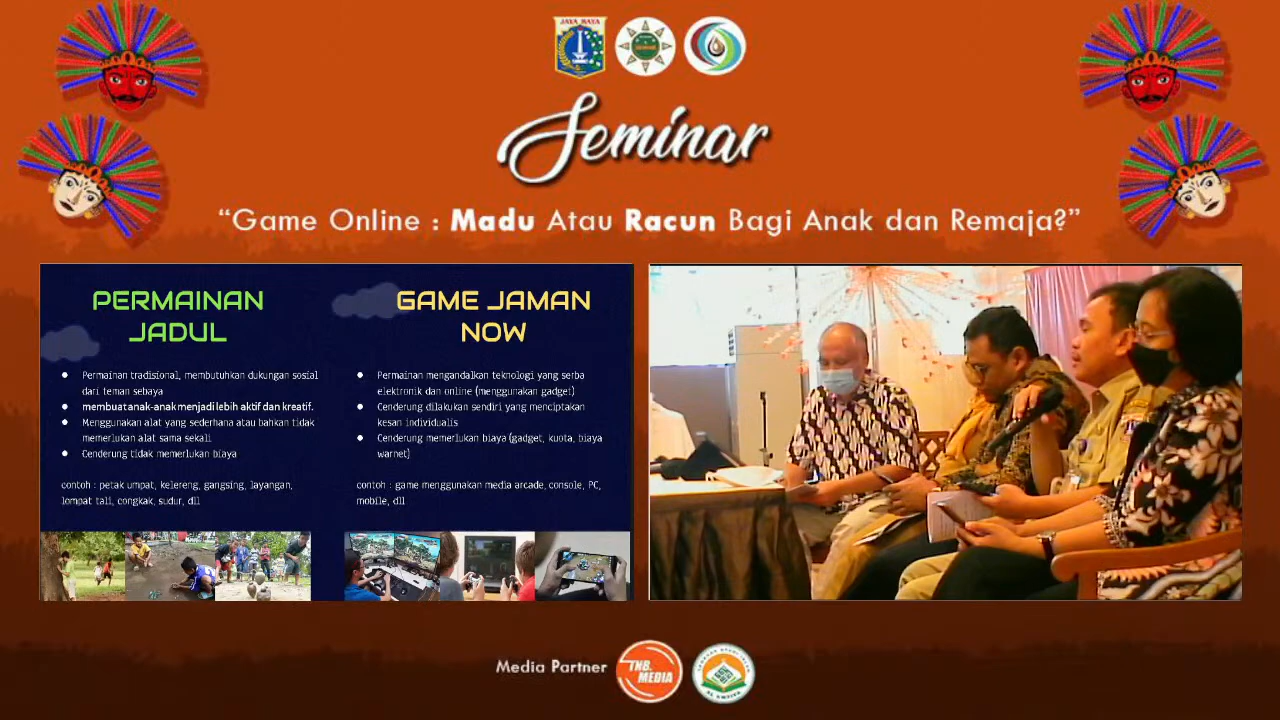 JAYA RAYA
Seminar
“Game Online : Madu Atau Racun Bagi Anak dan Remaja?”
PERMAINAN
JADUL
● Permainan tradisional, membutuhkan dukungan sosial
dari teman sebaya
● membuat anak-anak menjadi lebih aktif dan kreatif.
● Menggunakan alat yang sederhana atau bahkan tidak
memerlukan alat sama sekali
● Cenderung tidak memerlukan biaya
contoh : petak umpat, kelereng, gangsing, layangan,
lompat tali, congkak, sudur, dll
GAME JAMAN
NOW
● Permainan mengandalkan teknologi yang serba
elektronik dan online (menggunakan gadget)
● Cenderung dilakukan sendiri yang menciptakan
kesan individualis
● Cenderung memerlukan biaya (gadget, kuota, biaya
warnet)
contoh : game menggunakan media arcade, console, PC,
mobile, dll
Media Partner
TNB.
MEDIA